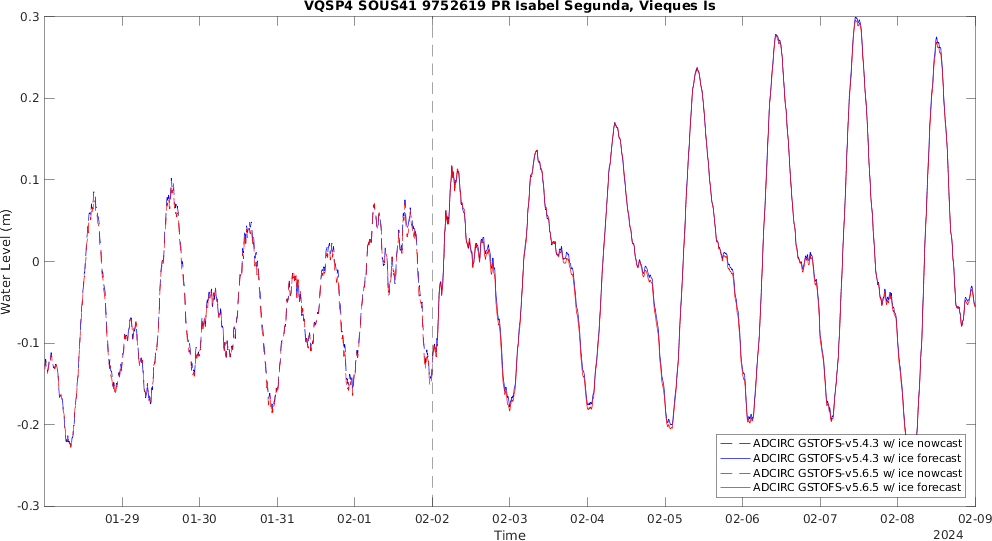 VQSP4 SOUS41 9752619 PR Isabel Segunda, Vieques Is
Water Level (m)
0.3
0.2
0.1
0
-0.1
-0.2
-0.3
ADCIRC GSTOFS-v5.4.3 w/ ice nowcast
ADCIRC GSTOFS-v5.4.3 w/ ice forecast
ADCIRC GSTOFS-v5.6.5 w/ ice nowcast
ADCIRC GSTOFS-v5.6.5 w/ ice forecast
01-29 01-30 01-31 02-01 02-02 02-03 02-04 02-05 02-06 02-07 02-08 02-09
Time
2024